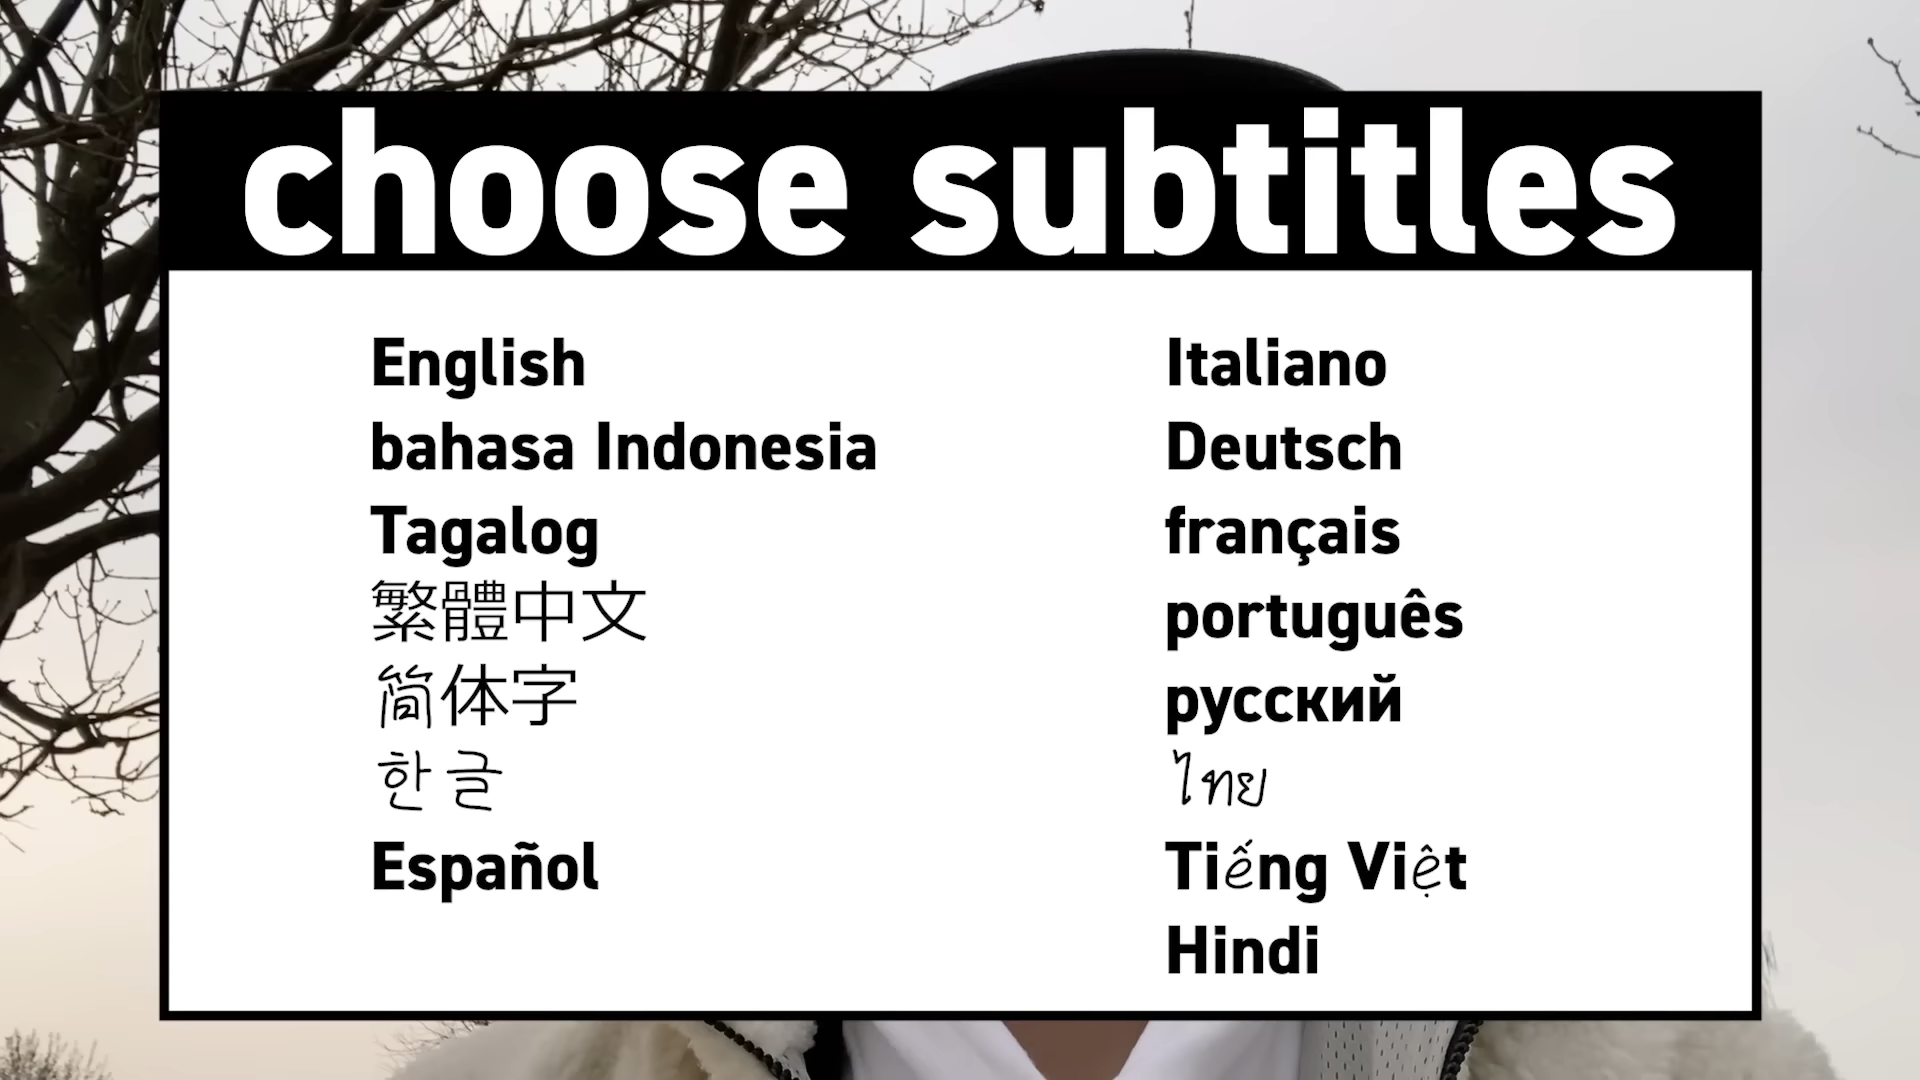 choose subtitles
English
bahasa Indonesia
Tagalog
繁體中文
简体字
한글
Español
Italiano
Deutsch
français
português
русский
ไทย
Tiếng Việt
Hindi